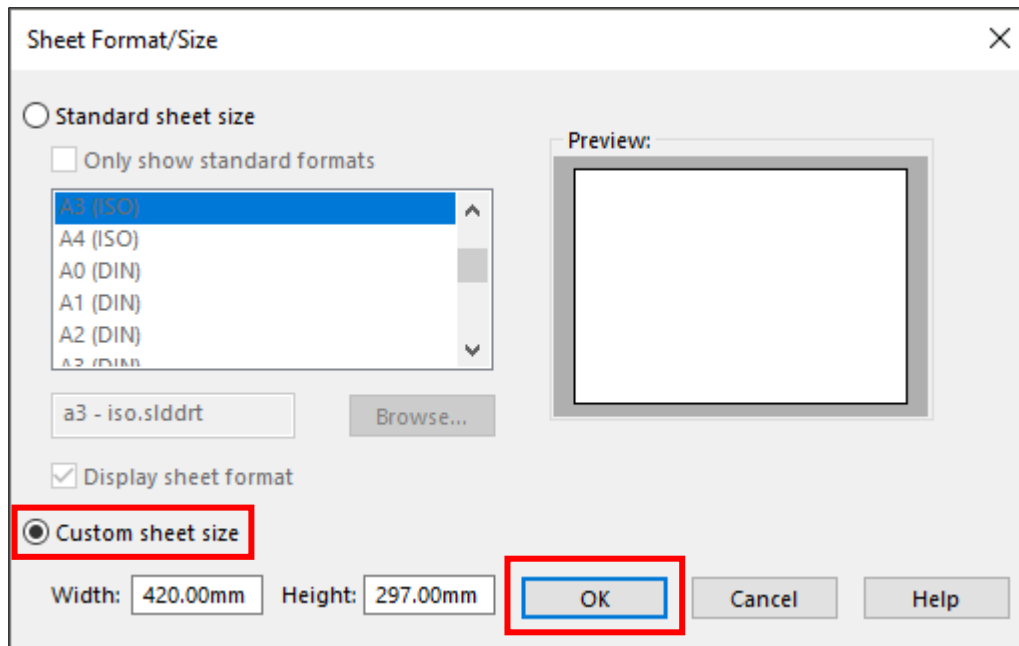 Sheet Format/Size
Standard sheet size
Only show standard formats
Preview:
A3 (ISO)
A4 (ISO)
A0 (DIN)
A1 (DIN)
A2 (DIN)
A3 (DIN)
a3 - iso.slddrt
Browse...
Display sheet format
Custom sheet size
Width: 420.00mm Height: 297.00mm OK Cancel Help